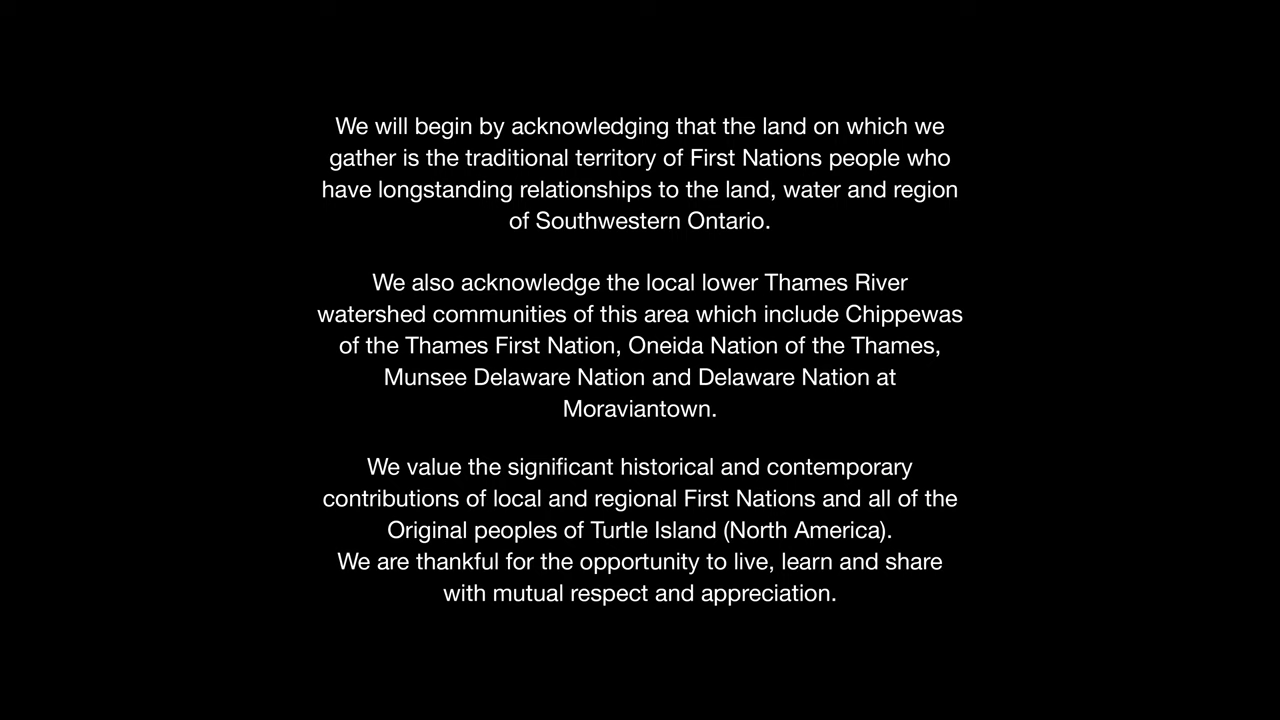 We will begin by acknowledging that the land on which we
gather is the traditional territory of First Nations people who
have longstanding relationships to the land, water and region
of Southwestern Ontario.
We also acknowledge the local lower Thames River
watershed communities of this area which include Chippewas
of the Thames First Nation, Oneida Nation of the Thames,
Munsee Delaware Nation and Delaware Nation at
Moraviantown.
We value the significant historical and contemporary
contributions of local and regional First Nations and all of the
Original peoples of Turtle Island (North America).
We are thankful for the opportunity to live, learn and share
with mutual respect and appreciation.